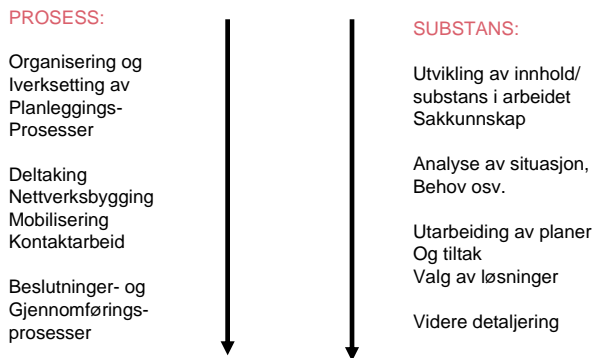 PROSESS:
Organisering og
Iverksetting av
Planleggings-
Prosesser
Deltaking
Nettverksbygging
Mobilisering
Kontaktarbeid
Beslutninger- og
Gjennomførings-
prosesser
SUBSTANS:
Utvikling av innhold/
substans i arbeidet
Sakkunnskap
Analyse av situasjon,
Behov osv.
Utarbeiding av planer
Og tiltak
Valg av løsninger
Videre detaljering